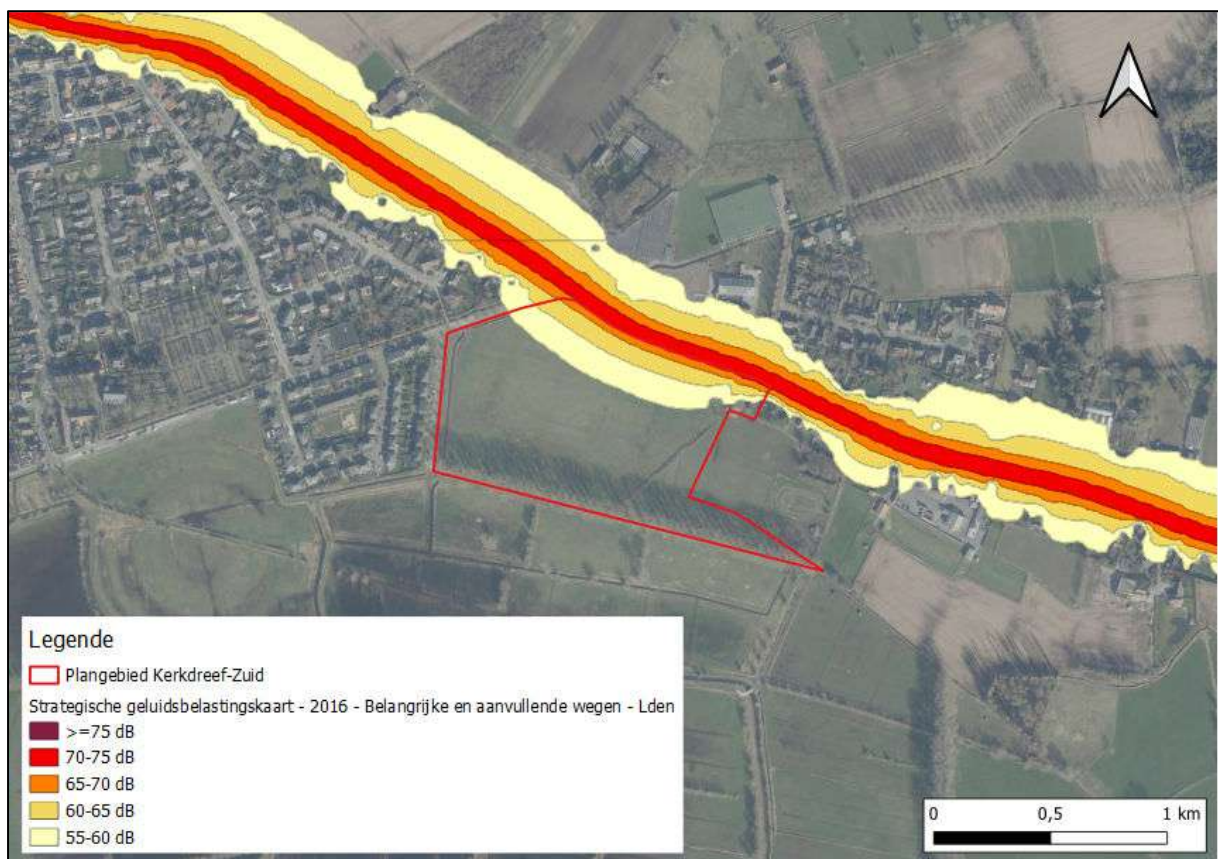 Legende
Plangebied Kerkdreef-Zuid
Strategische geluidsbelastingskaart - 2016 - Belangrijke en aanvullende wegen - Lden
>=75 dB
70-75 dB
65-70 dB
60-65 dB
55-60 dB
0 0,5 1 km